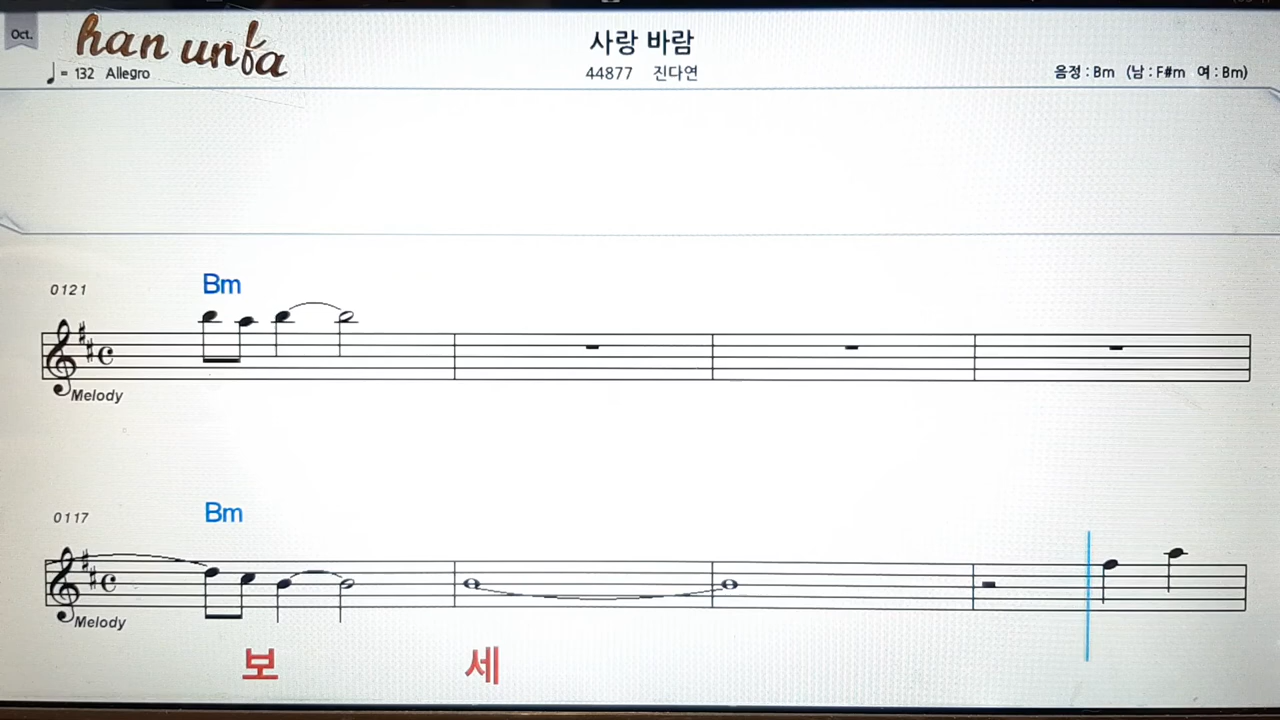 Oct.
han unba
♩= 132 Allegro
사랑 바람
44877 진다연
음정 : Bm (남 : F#m 여 : Bm)
0121
Bm
Melody
0117
Bm
Melody
보 세